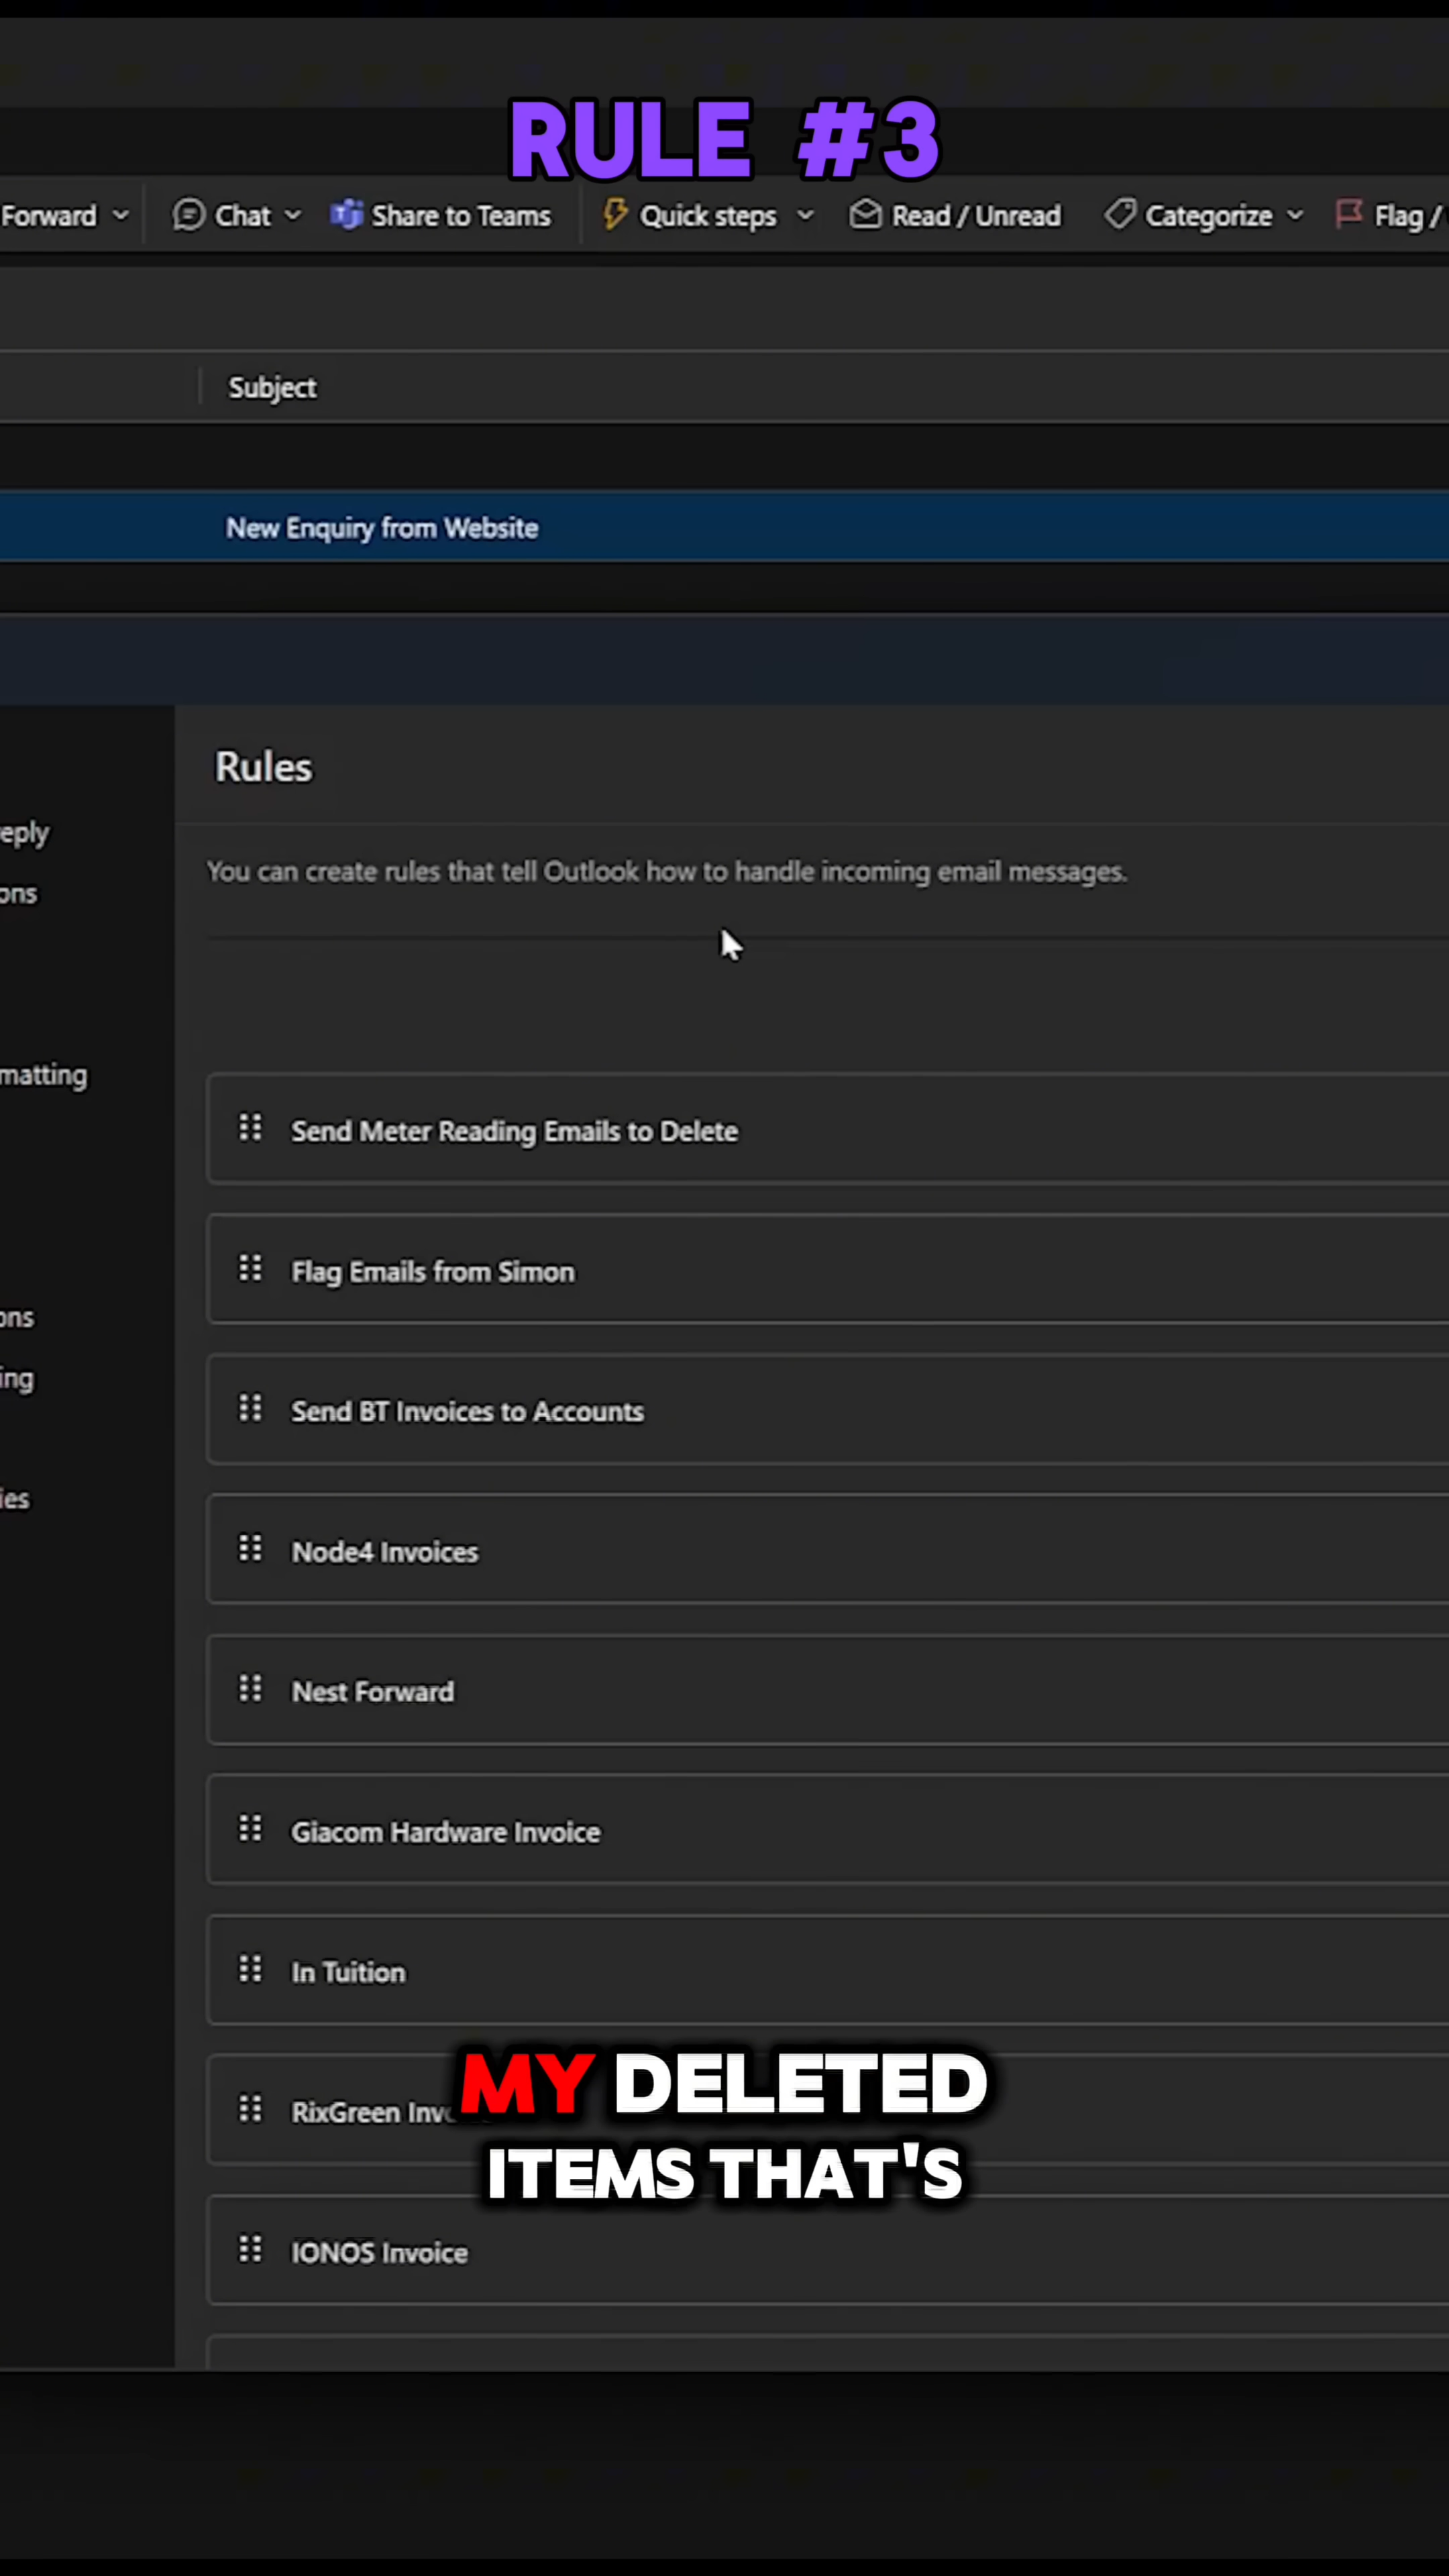 RULE #3
Forward Chat Share to Teams Quick steps Read / Unread Categorize Flag /
Subject
New Enquiry from Website
Rules
eply
You can create rules that tell Outlook how to handle incoming email messages.
ons
matting
Send Meter Reading Emails to Delete
Flag Emails from Simon
ons
ing
Send BT Invoices to Accounts
ies
Node4 Invoices
Nest Forward
Giacom Hardware Invoice
In Tuition
MY DELETED
RixGreen Inv
ITEMS THAT'S
IONOS Invoice